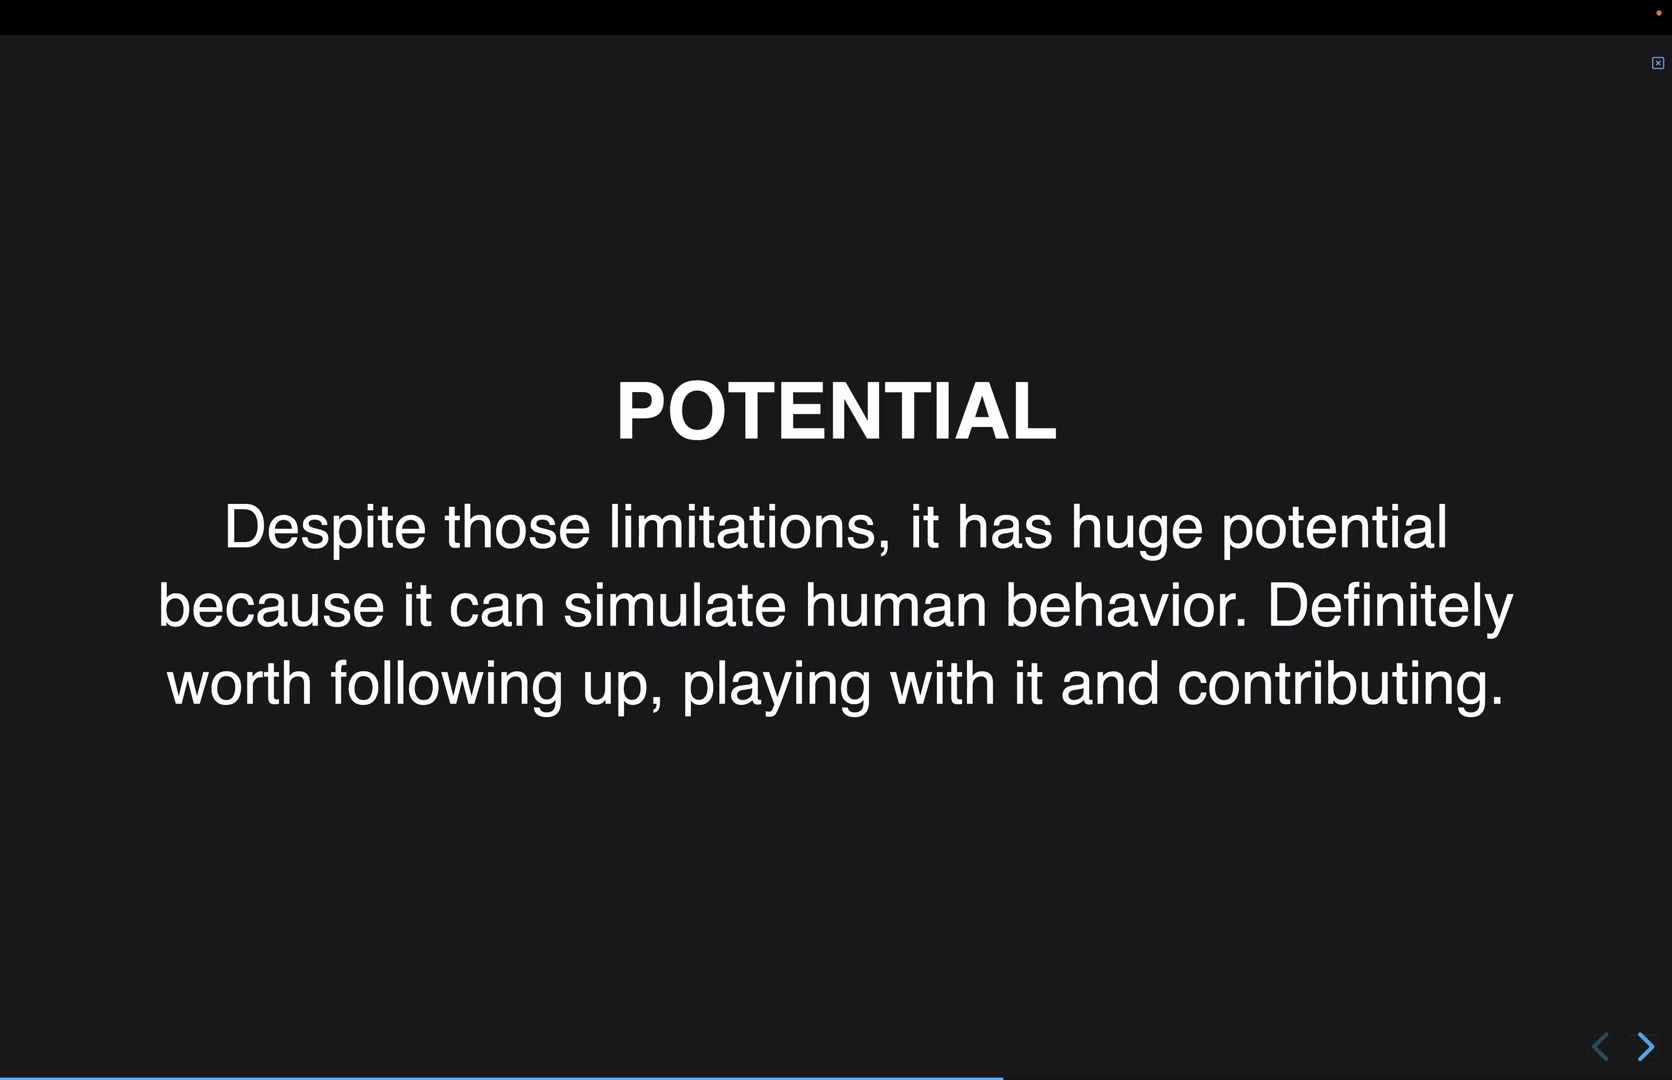 POTENTIAL
Despite those limitations, it has huge potential
because it can simulate human behavior. Definitely
worth following up, playing with it and contributing.